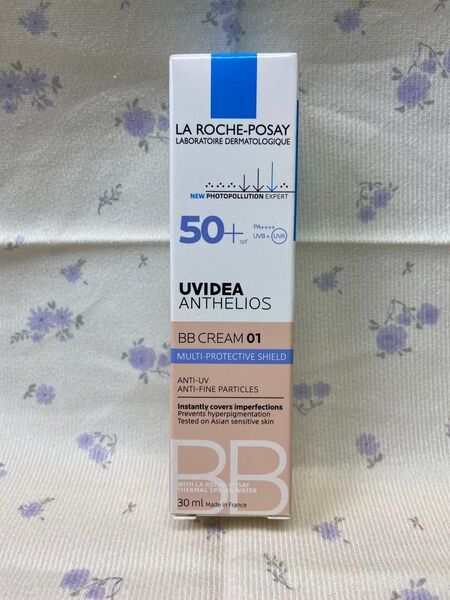 LA ROCHE-POSAY
LABORATOIRE DERMATOLOGIQUE
NEW PHOTOPOLLUTION EXPERT
50+ spf
PA++++
UVB + UVA
UVIDEA
ANTHELIOS
BB CREAM 01
MULTI-PROTECTIVE SHIELD
ANTI-UV
ANTI-FINE PARTICLES
Instantly covers imperfections
Prevents hyperpigmentation
Tested on Asian sensitive skin
BB
WITH LA ROCHE-POSAY
THERMAL SPRING WATER
30 ml Made in France